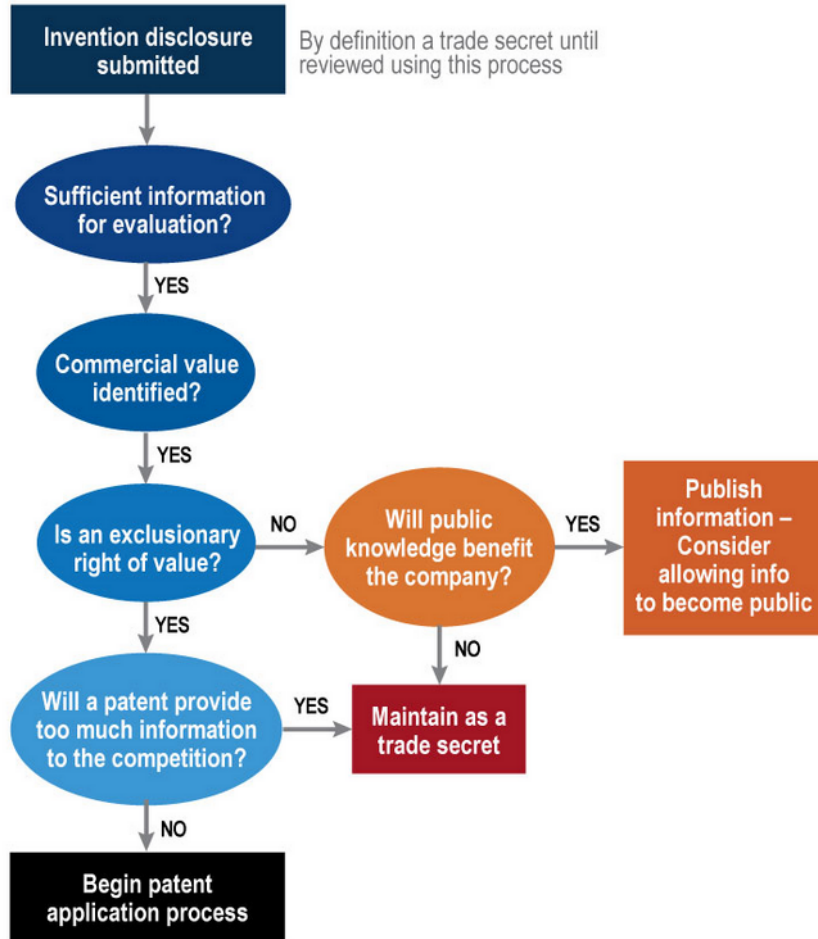 Invention disclosure
submitted
By definition a trade secret until
reviewed using this process
Sufficient information
for evaluation?
YES
Commercial value
identified?
YES
Is an exclusionary
right of value?
NO
Will public
knowledge benefit
the company?
YES
Publish
information –
Consider
allowing info
to become public
YES
NO
Will a patent provide
too much information
to the competition?
YES
Maintain as a
trade secret
NO
Begin patent
application process